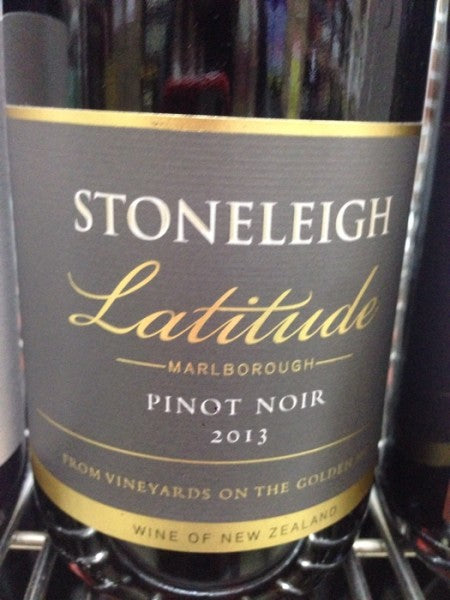 STONELEIGH
Latitude
MARLBOROUGH
PINOT NOIR
2013
FROM VINEYARDS ON THE GOLDEN
WINE OF NEW ZEALAND